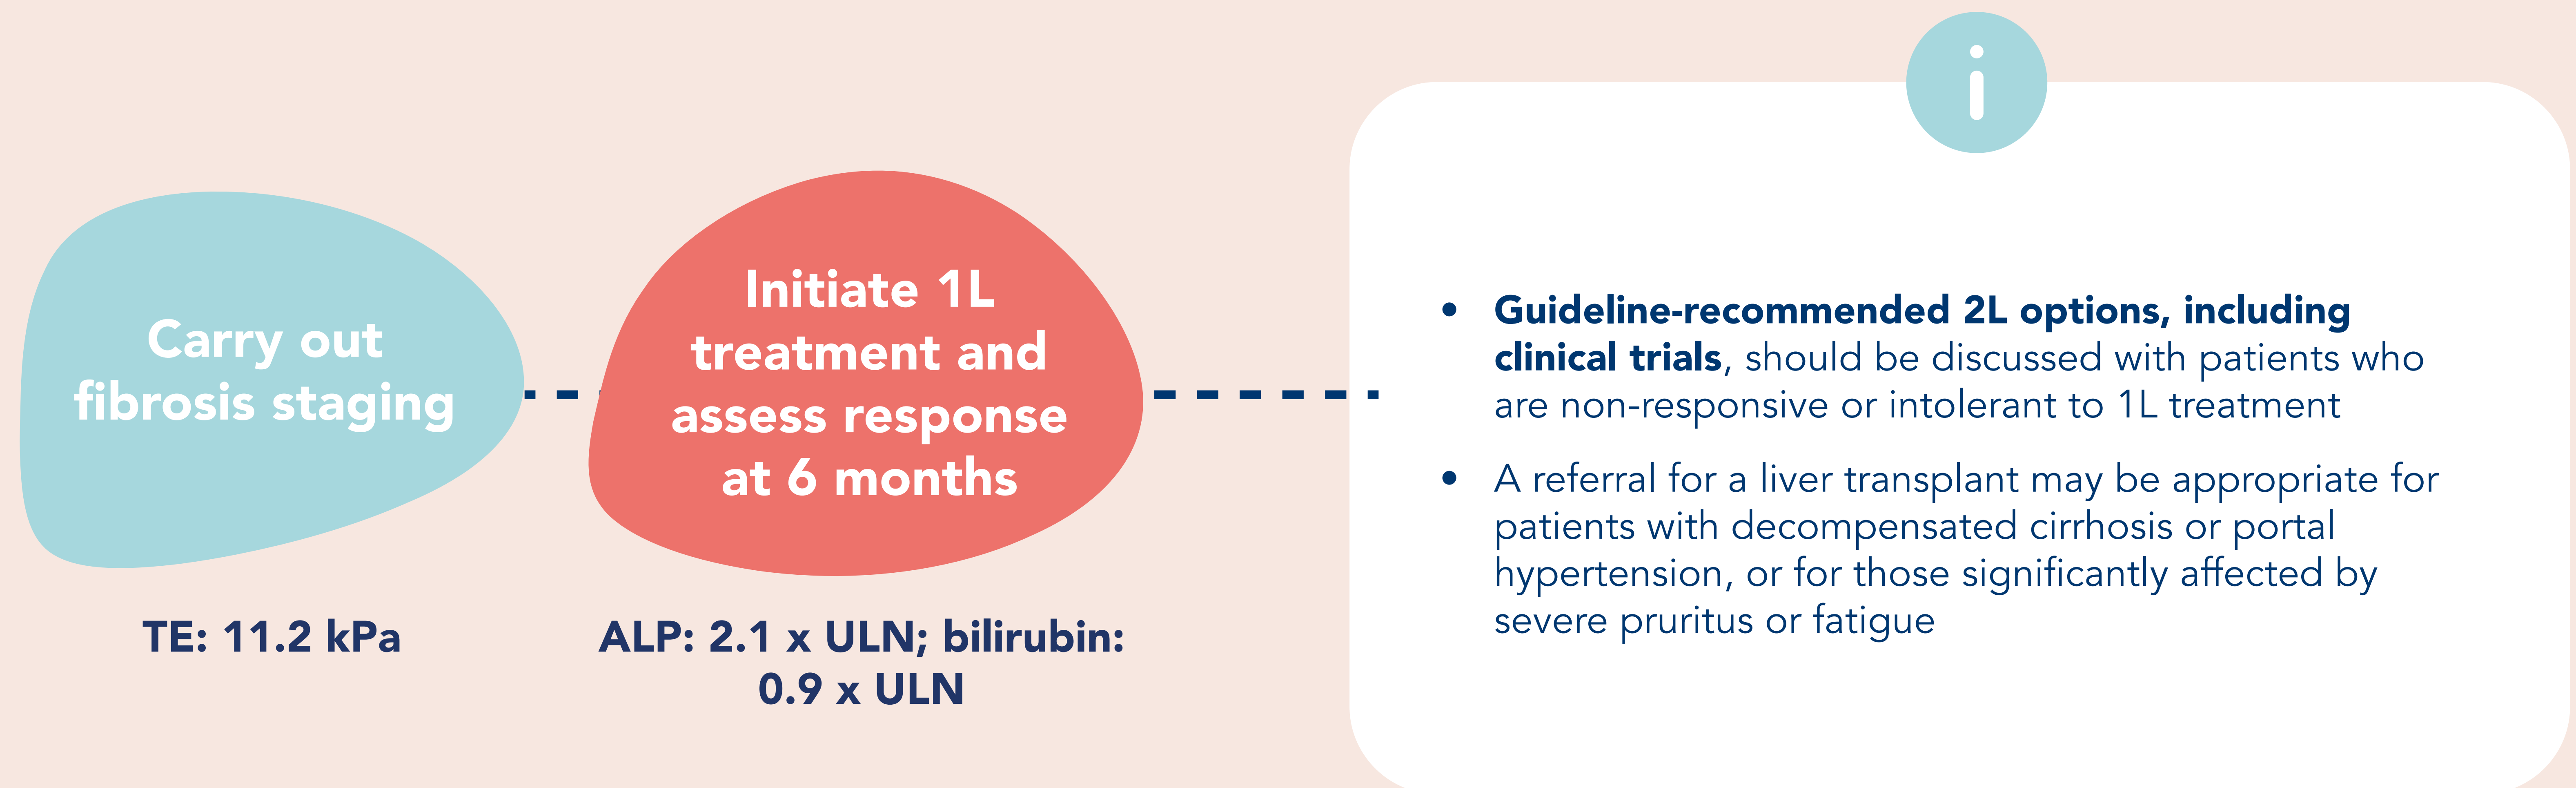 Carry out
fibrosis staging
TE: 11.2 kPa
Initiate 1L
treatment and
assess response
at 6 months
ALP: 2.1 x ULN; bilirubin:
0.9 x ULN
i
• Guideline-recommended 2L options, including
clinical trials, should be discussed with patients who
are non-responsive or intolerant to 1L treatment
• A referral for a liver transplant may be appropriate for
patients with decompensated cirrhosis or portal
hypertension, or for those significantly affected by
severe pruritus or fatigue